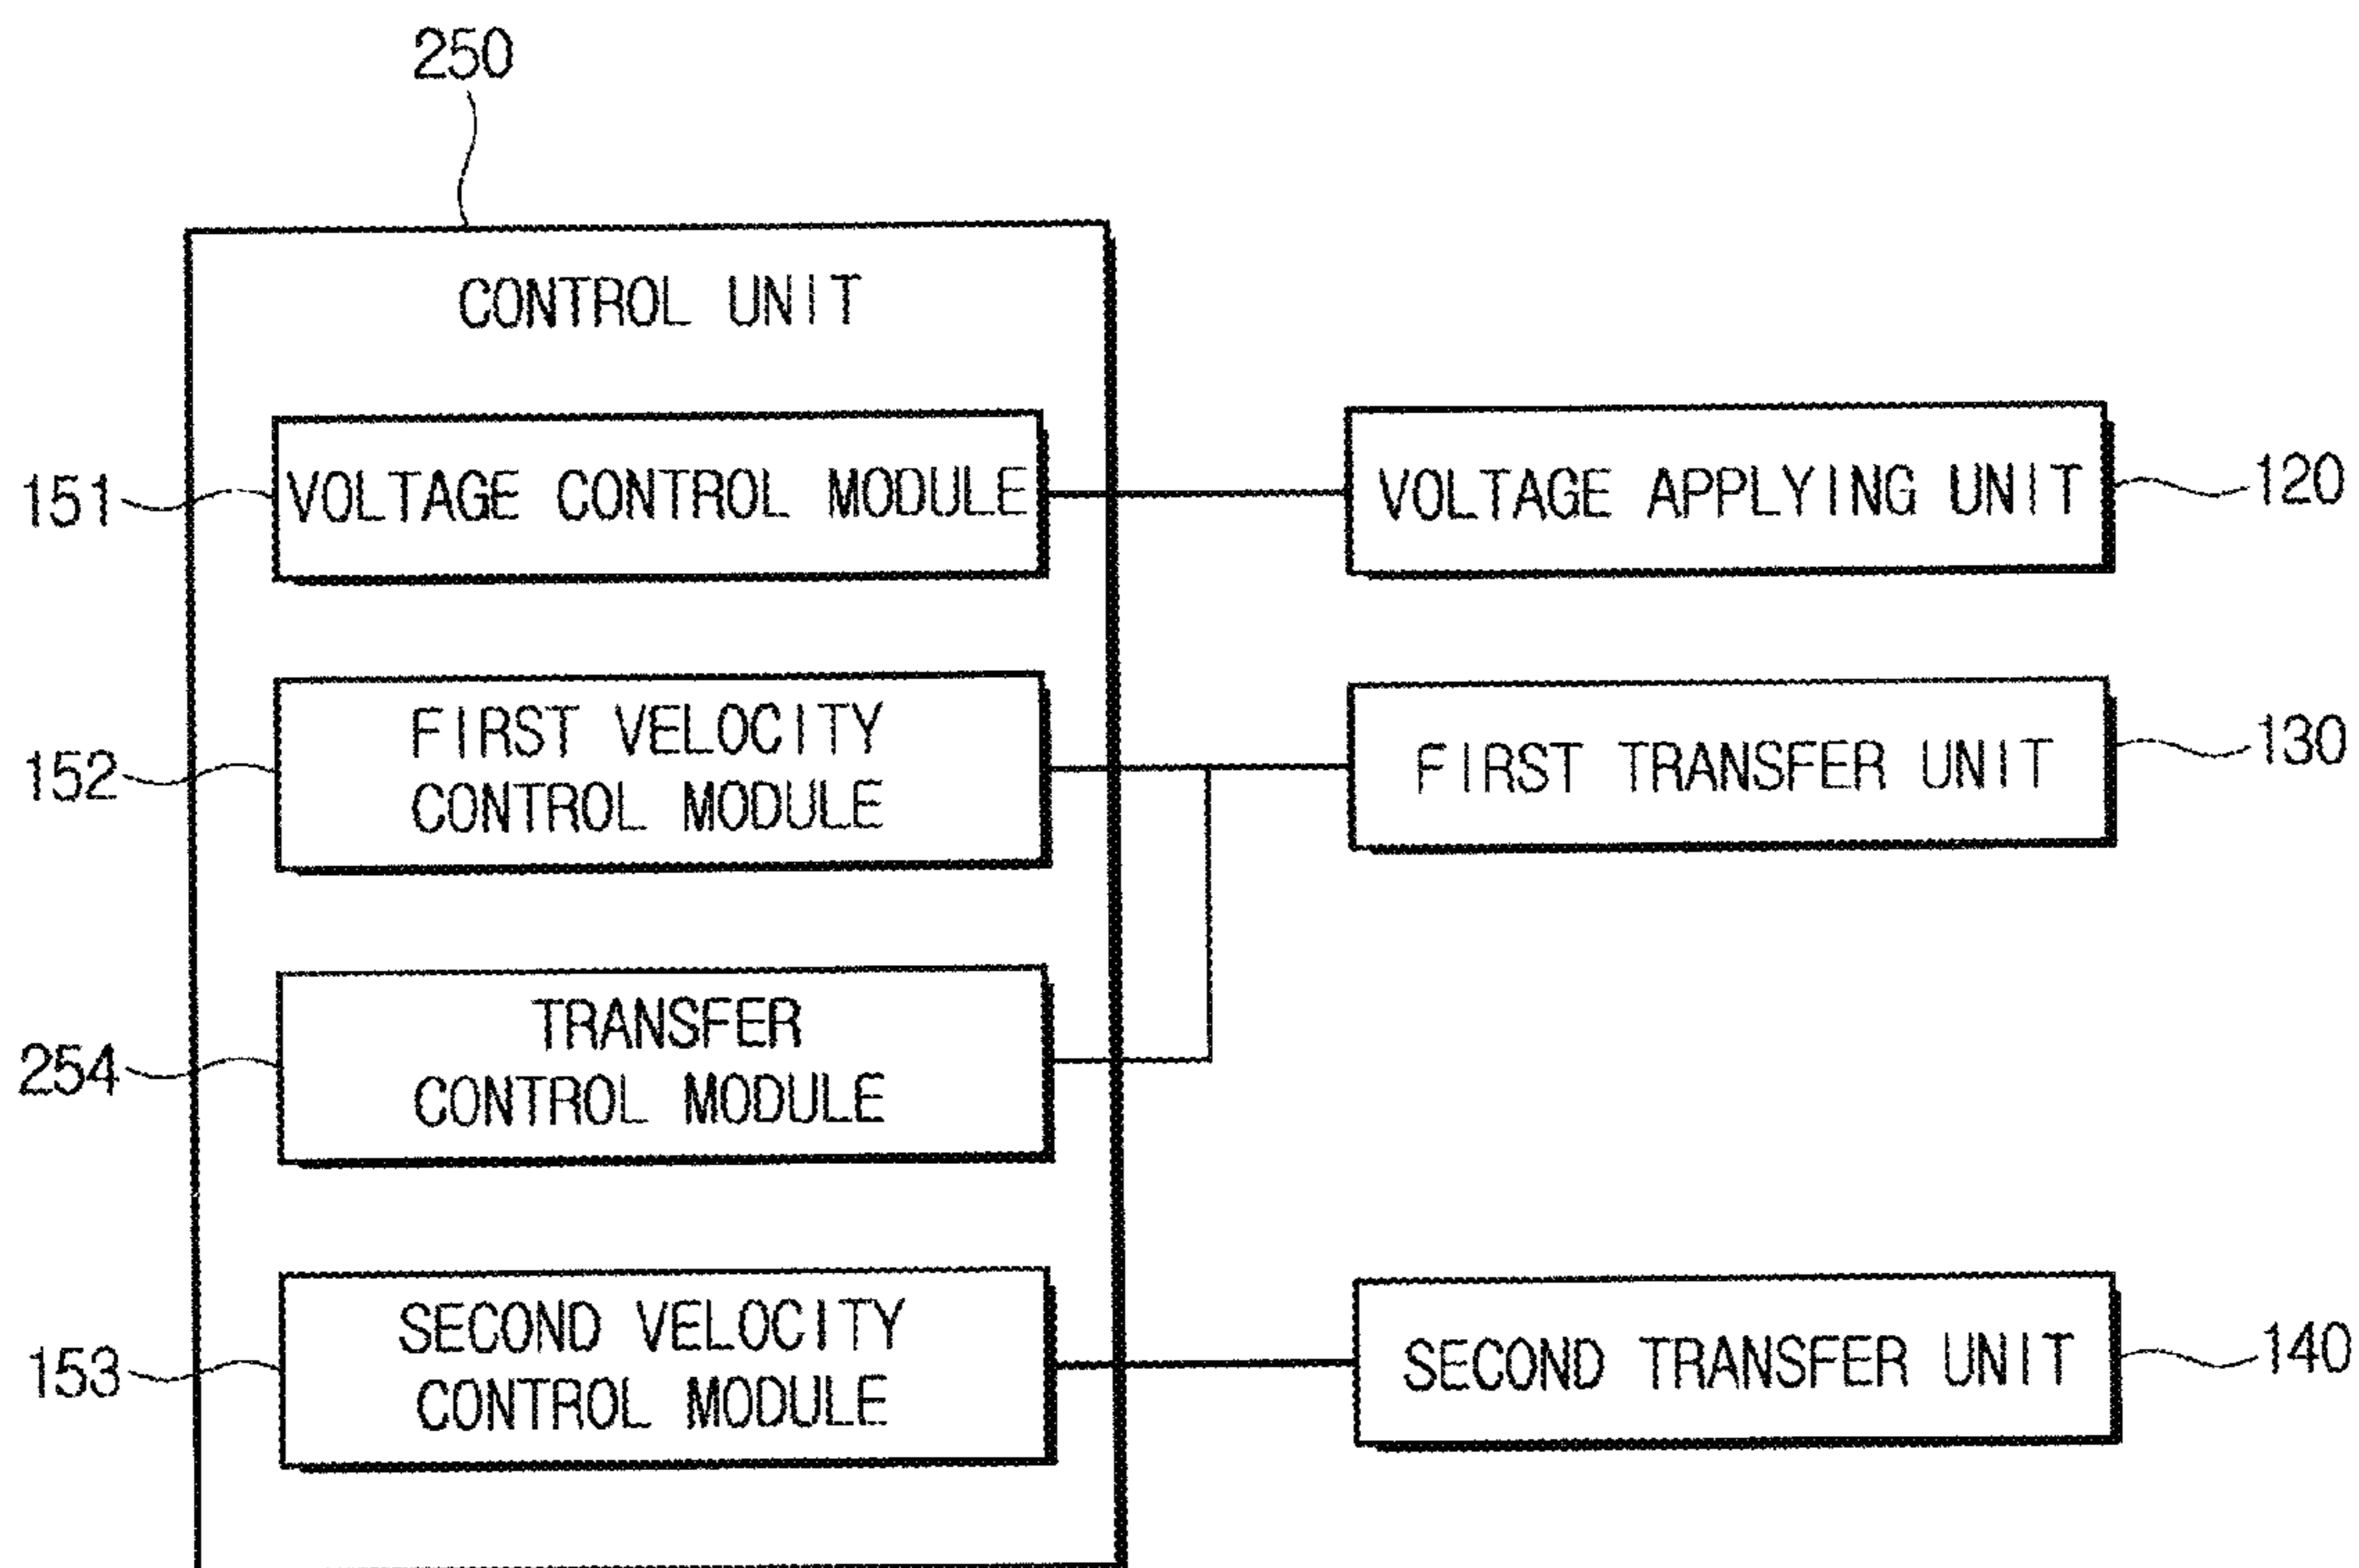 250
CONTROL UNIT
151
VOLTAGE CONTROL MODULE
VOLTAGE APPLYING UNIT
120
152
FIRST VELOCITY
CONTROL MODULE
FIRST TRANSFER UNIT
130
254
TRANSFER
CONTROL MODULE
153
SECOND VELOCITY
CONTROL MODULE
SECOND TRANSFER UNIT
140